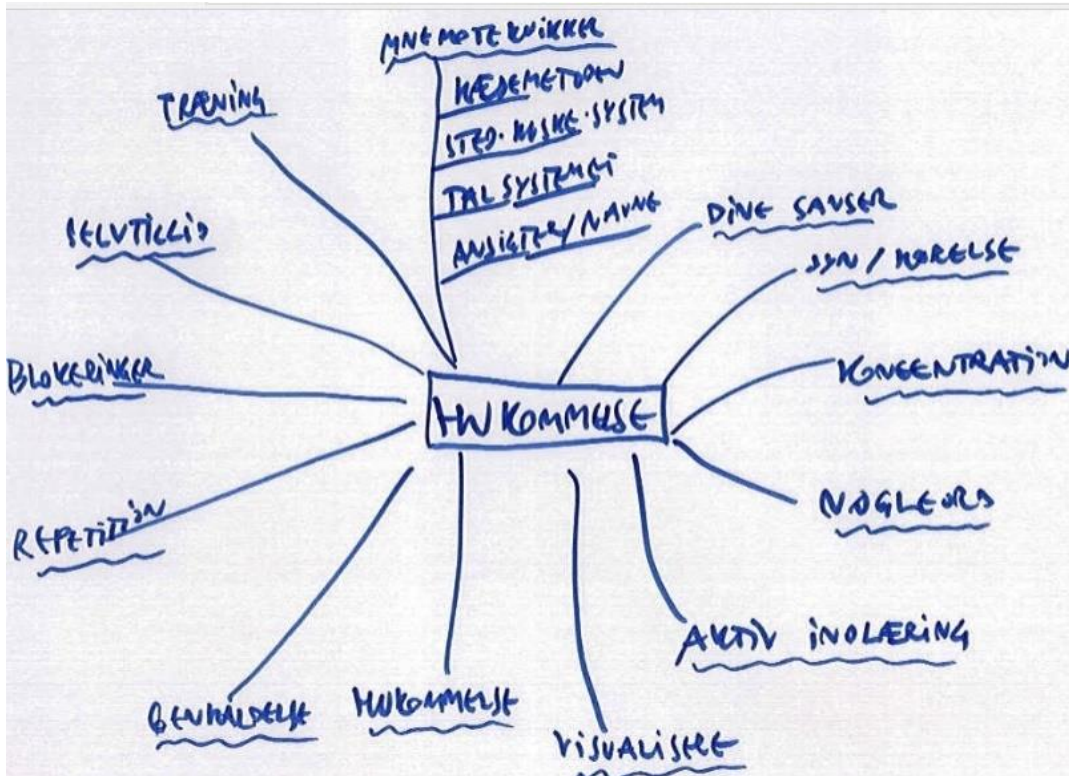 MNEMOTEKNIKKER
KÆDEMETODEN
STED-HUSKE-SYSTEM
TALSYSTEMET
ANSIGTER/NAVNE
TRÆNING
SELVTILLID
BLOKERINGER
REPETITION
GENKALDELSE
HUKOMMELSE
VISUALISERE
AKTIV INDLÆRING
NØGLEORD
KONCENTRATION
SYN / HØRELSE
DINE SANSER
HUKOMMELSE